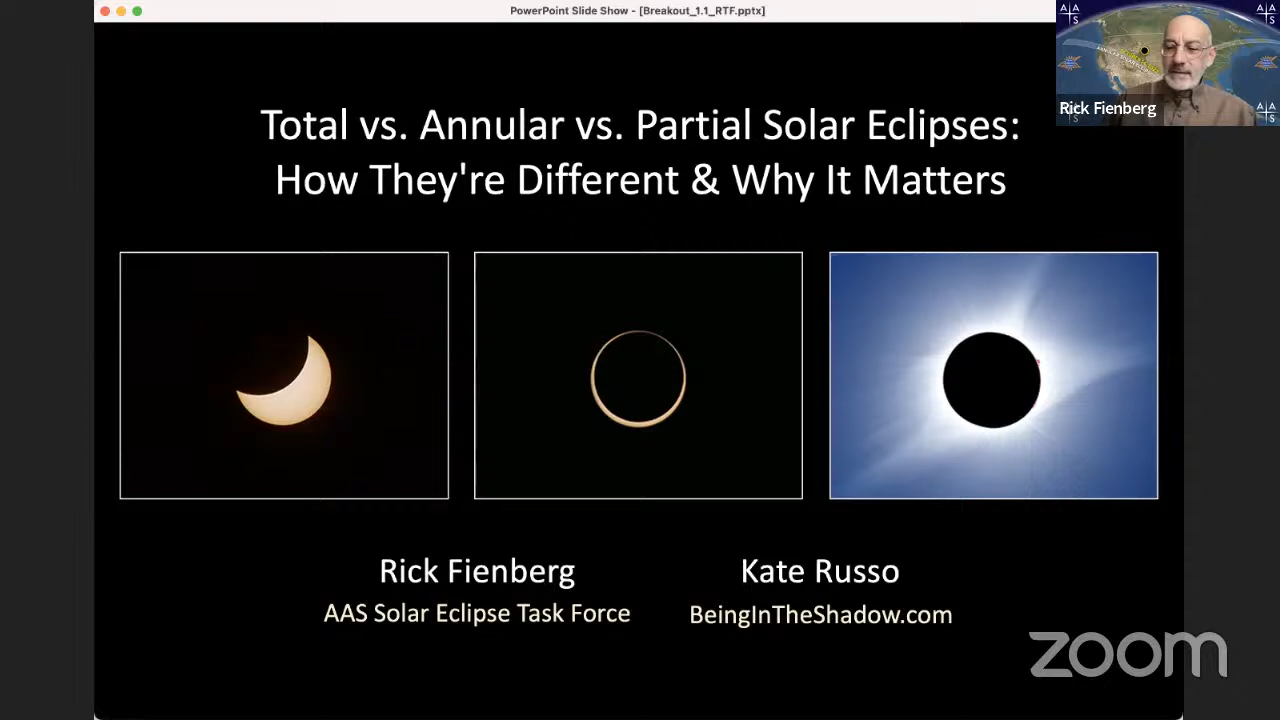 PowerPoint Slide Show - [Breakout_1.1_RTF.pptx]
A A
S
A A
S
Rick Fienberg
A A
S
Total vs. Annular vs. Partial Solar Eclipses:
How They're Different & Why It Matters
Rick Fienberg
Kate Russo
AAS Solar Eclipse Task Force
BeingInTheShadow.com
zoom